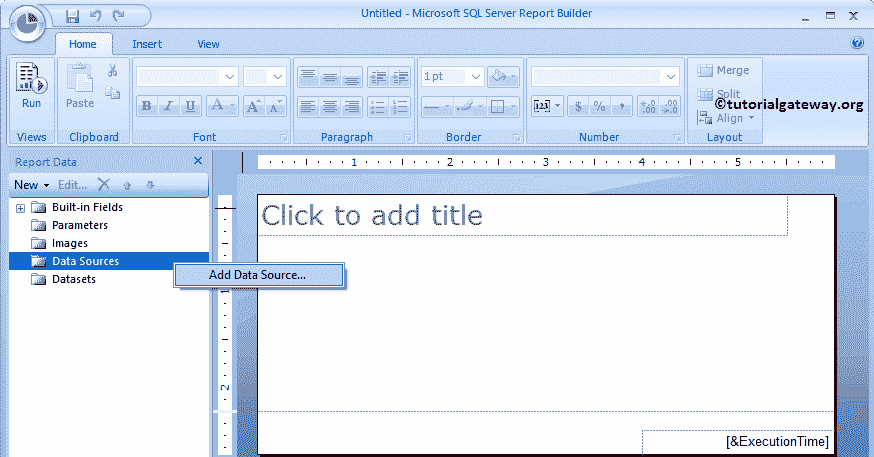 Untitled - Microsoft SQL Server Report Builder
Home Insert View
Run
Paste
B I U A A A
1pt
123 $ % ,
Merge
Split
Align
©tutorialgateway.org
Views Clipboard Font Paragraph Border Number Layout
Report Data
New Edit...
Built-in Fields
Parameters
Images
Data Sources
Datasets
Add Data Source...
1 2 3 4 5
1
2
Click to add title
[&ExecutionTime]